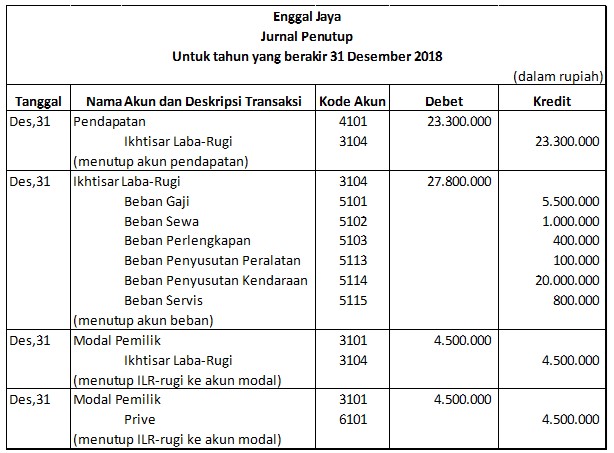 Enggal Jaya
Jurnal Penutup
Untuk tahun yang berakir 31 Desember 2018
(dalam rupiah)
Tanggal Nama Akun dan Deskripsi Transaksi Kode Akun Debet Kredit
Des,31 Pendapatan 4101 23.300.000
Ikhtisar Laba-Rugi 3104 23.300.000
(menutup akun pendapatan)
Des,31 Ikhtisar Laba-Rugi 3104 27.800.000
Beban Gaji 5101 5.500.000
Beban Sewa 5102 1.000.000
Beban Perlengkapan 5103 400.000
Beban Penyusutan Peralatan 5113 100.000
Beban Penyusutan Kendaraan 5114 20.000.000
Beban Servis 5115 800.000
(menutup akun beban)
Des,31 Modal Pemilik 3101 4.500.000
Ikhtisar Laba-Rugi 3104 4.500.000
(menutup ILR-rugi ke akun modal)
Des,31 Modal Pemilik 3101 4.500.000
Prive 6101 4.500.000
(menutup ILR-rugi ke akun modal)